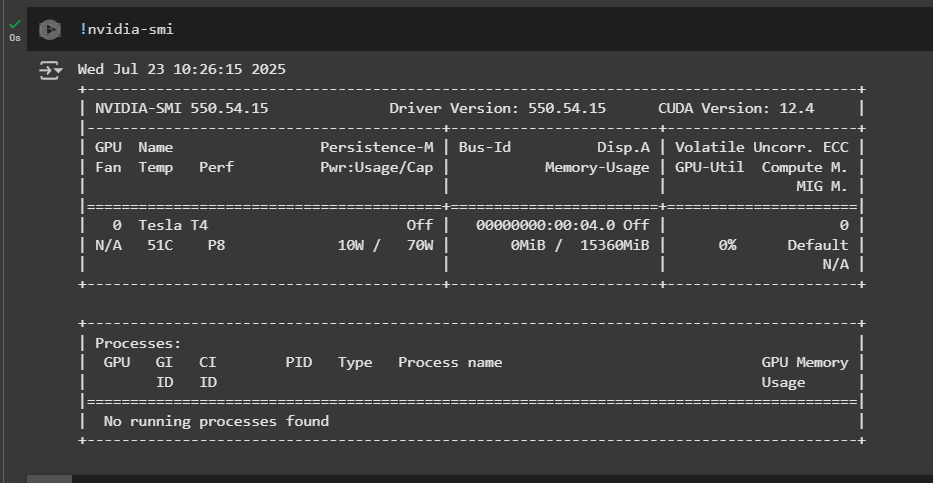 !nvidia-smi
0s
Wed Jul 23 10:26:15 2025
+-----------------------------------------------------------------------------------------+
| NVIDIA-SMI 550.54.15              Driver Version: 550.54.15      CUDA Version: 12.4     |
|-----------------------------------------+------------------------+----------------------+
| GPU  Name                 Persistence-M | Bus-Id          Disp.A | Volatile Uncorr. ECC |
| Fan  Temp   Perf          Pwr:Usage/Cap |           Memory-Usage | GPU-Util  Compute M. |
|                                         |                        |               MIG M. |
|=========================================+========================+======================|
|   0  Tesla T4                       Off |   00000000:00:04.0 Off |                    0 |
| N/A   51C    P8              10W /   70W |       0MiB /  15360MiB |      0%      Default |
|                                         |                        |                  N/A |
+-----------------------------------------+------------------------+----------------------+
+-----------------------------------------------------------------------------------------+
| Processes:                                                                              |
|  GPU   GI   CI        PID   Type   Process name                              GPU Memory |
|        ID   ID                                                               Usage      |
|=========================================================================================|
|  No running processes found                                                             |
+-----------------------------------------------------------------------------------------+